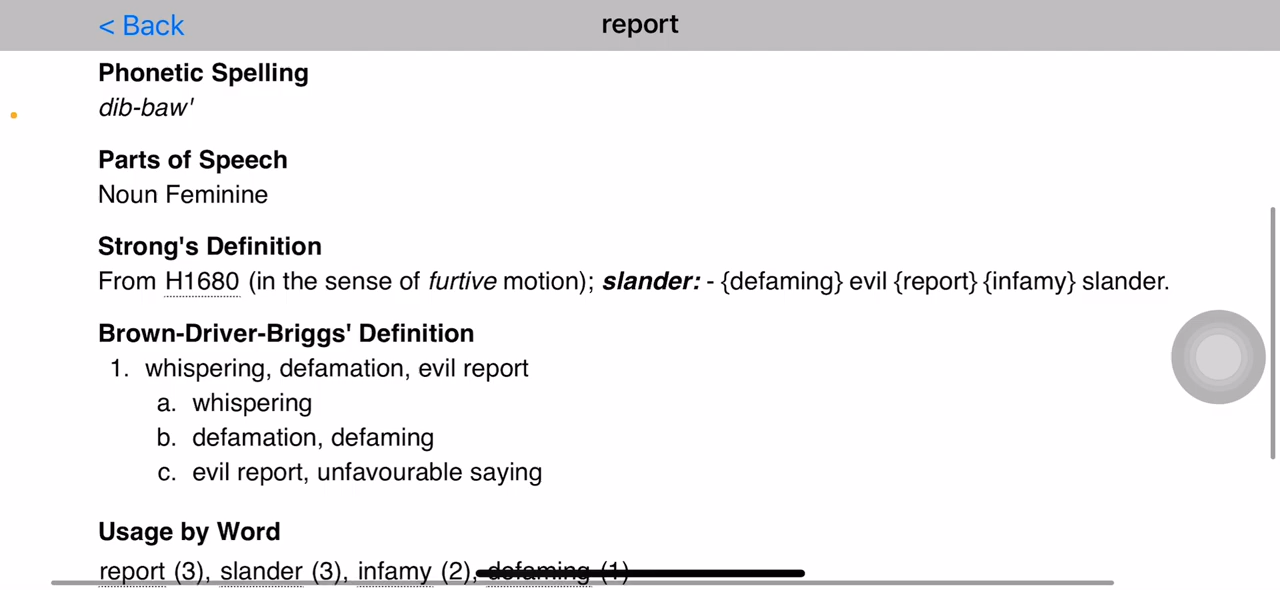 < Back
report
Phonetic Spelling
dib-baw'
Parts of Speech
Noun Feminine
Strong's Definition
From H1680 (in the sense of furtive motion); slander: - {defaming} evil {report} {infamy} slander.
Brown-Driver-Briggs' Definition
1. whispering, defamation, evil report
a. whispering
b. defamation, defaming
c. evil report, unfavourable saying
Usage by Word
report (3), slander (3), infamy (2), defaming (1)